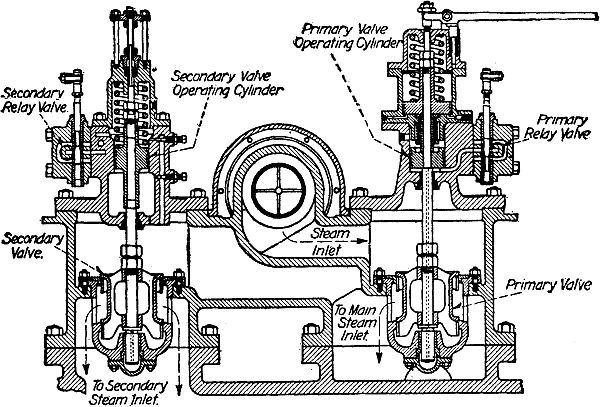 Secondary
Relay Valve.
Secondary Valve
Operating Cylinder
Primary Valve
Operating Cylinder
Primary
Relay Valve
Secondary
Valve.
Steam
Inlet
Primary Valve
To Main
Steam
Inlet
To Secondary
Steam Inlet.